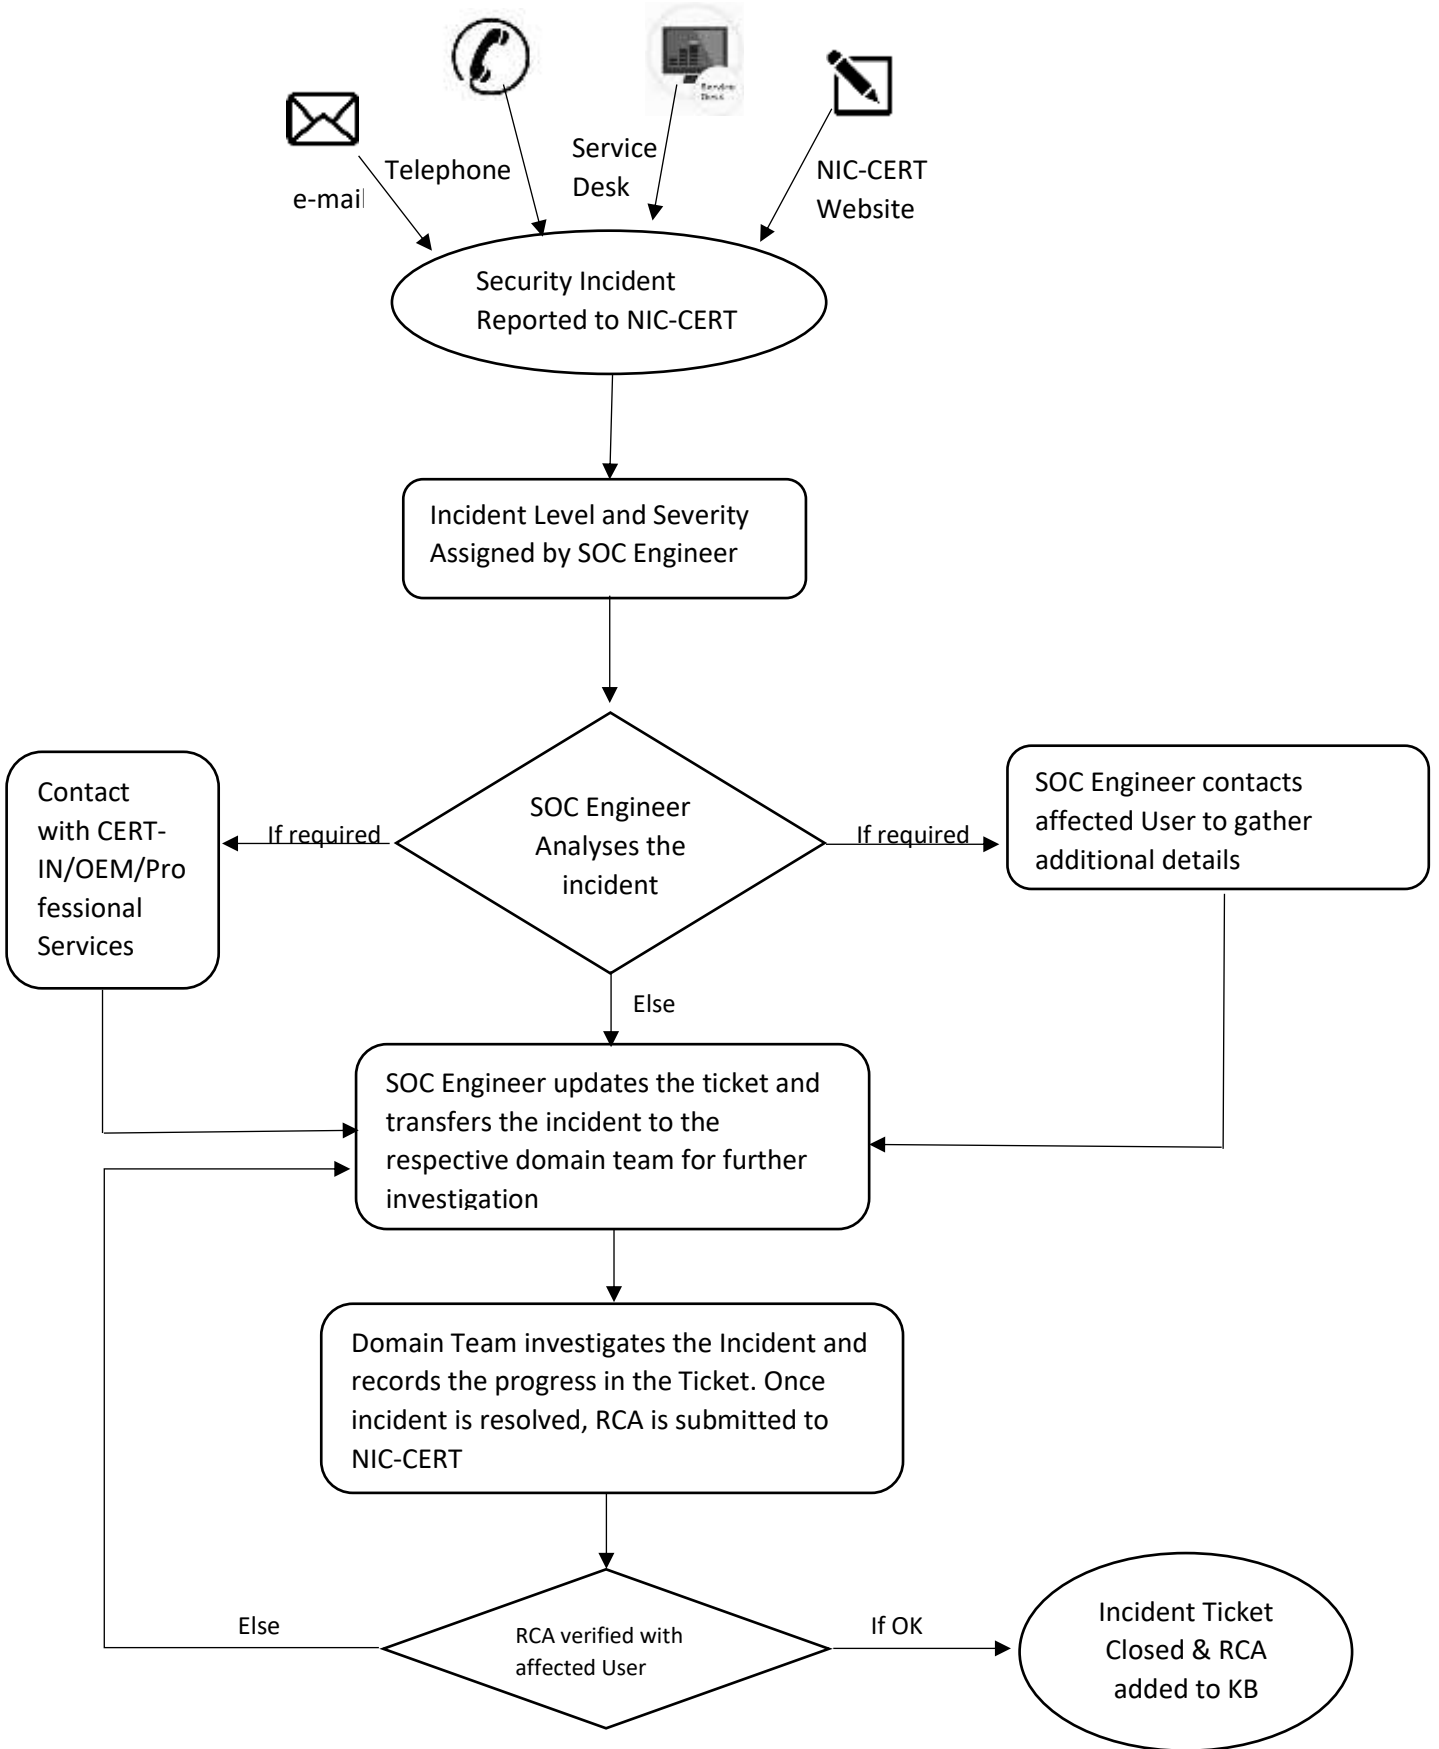 Service
Desk
e-mail
Telephone
Service
Desk
NIC-CERT
Website
Security Incident
Reported to NIC-CERT
Incident Level and Severity
Assigned by SOC Engineer
SOC Engineer
Analyses the
incident
If required
If required
Contact
with CERT-
IN/OEM/Pro
fessional
Services
SOC Engineer contacts
affected User to gather
additional details
Else
SOC Engineer updates the ticket and
transfers the incident to the
respective domain team for further
investigation
Domain Team investigates the Incident and
records the progress in the Ticket. Once
incident is resolved, RCA is submitted to
NIC-CERT
RCA verified with
affected User
Else
If OK
Incident Ticket
Closed & RCA
added to KB